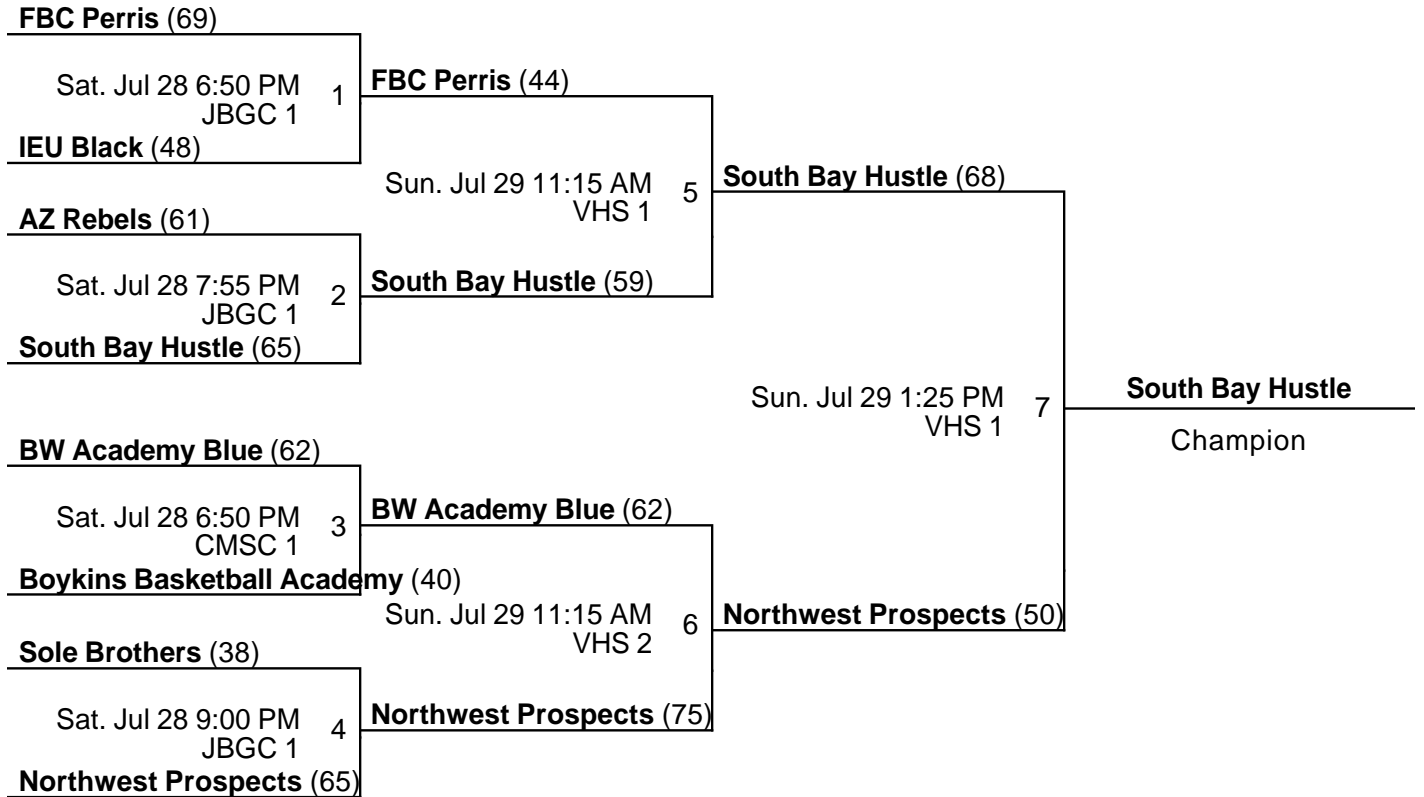 FBC Perris (69)
Sat. Jul 28 6:50 PM
JBGC 1
1
IEU Black (48)
AZ Rebels (61)
Sat. Jul 28 7:55 PM
JBGC 1
2
South Bay Hustle (65)
BW Academy Blue (62)
Sat. Jul 28 6:50 PM
CMSC 1
3
Boykins Basketball Academy (40)
Sole Brothers (38)
Sat. Jul 28 9:00 PM
JBGC 1
4
Northwest Prospects (65)
FBC Perris (44)
Sun. Jul 29 11:15 AM
VHS 1
5
South Bay Hustle (59)
BW Academy Blue (62)
Sun. Jul 29 11:15 AM
VHS 2
6
Northwest Prospects (75)
South Bay Hustle (68)
Sun. Jul 29 1:25 PM
VHS 1
7
Northwest Prospects (50)
South Bay Hustle
Champion